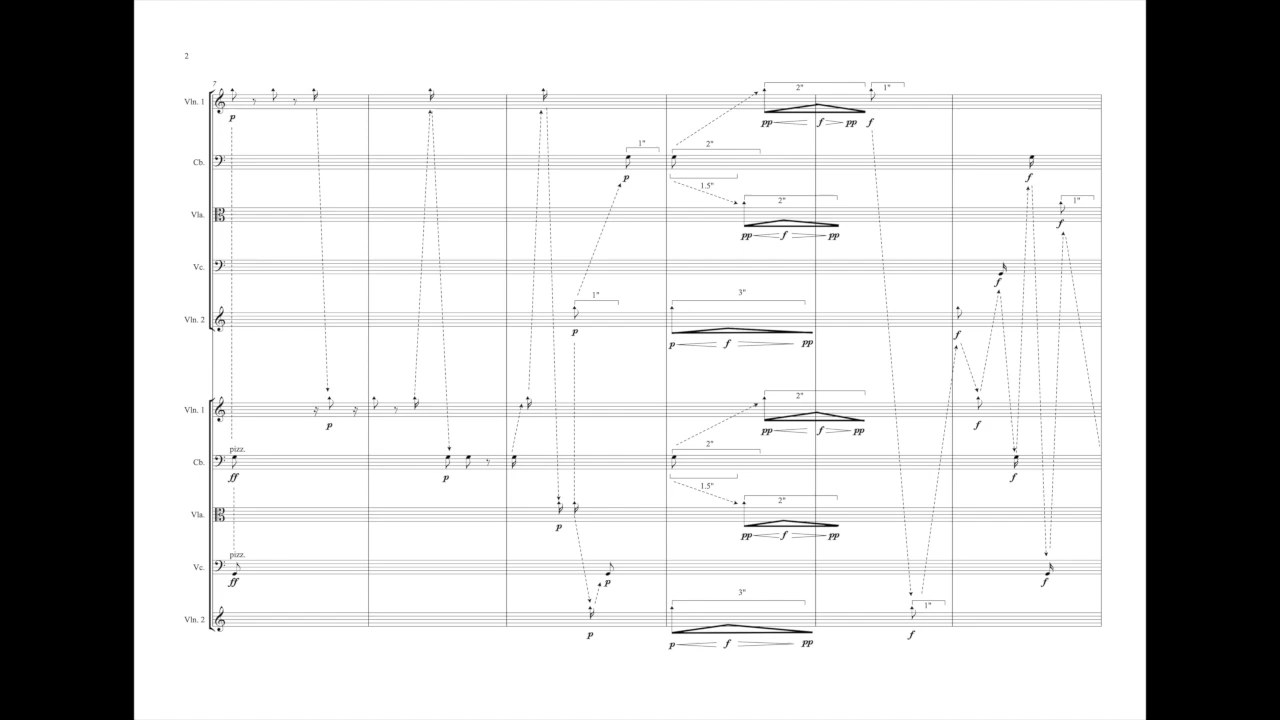 2
7
Vln. 1
p
2"
pp f pp
1"
f
Cb.
1"
p
2"
1.5"
f
Vla.
2"
pp f pp
1"
f
Vc.
f
Vln. 2
1"
p
3"
p f pp
f
Vln. 1
p
2"
pp f pp
f
Cb.
pizz.
ff
p
2"
1.5"
f
Vla.
p
2"
pp f pp
Vc.
pizz.
ff
p
f
Vln. 2
p
3"
p f pp
1"
f